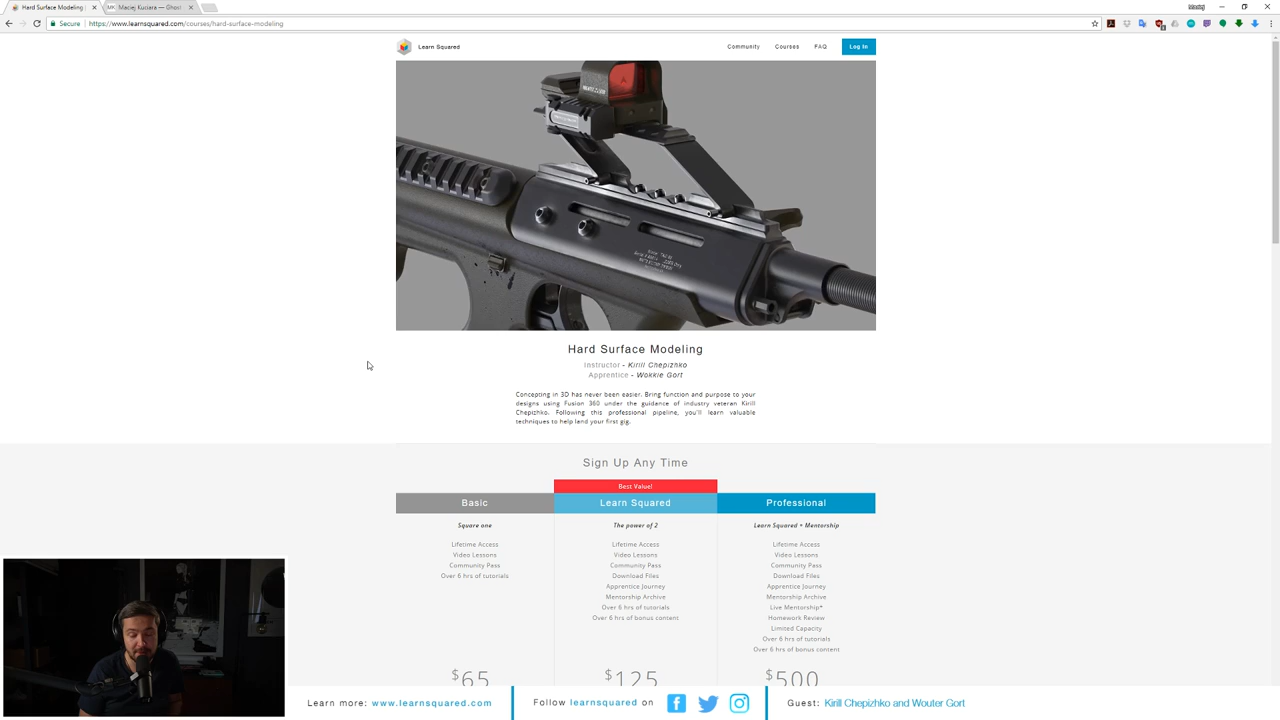 Hard Surface Modeling
Maciej Kuciara — Ghos
Maciej
Secure
https://www.learnsquared.com/courses/hard-surface-modeling
Learn Squared
Community
Courses
FAQ
Log In
Hard Surface Modeling
Instructor - Kirill Chepizhko
Apprentice - Wokkie Gort
Concepting in 3D has never been easier. Bring function and purpose to your
designs using Fusion 360 under the guidance of industry veteran Kirill
Chepizhko. Following this professional pipeline, you'll learn valuable
techniques to help land your first gig.
Sign Up Any Time
Basic
Square one
Lifetime Access
Video Lessons
Community Pass
Over 6 hrs of tutorials
$65
Best Value!
Learn Squared
The power of 2
Lifetime Access
Video Lessons
Community Pass
Download Files
Apprentice Journey
Mentorship Archive
Over 6 hrs of tutorials
Over 6 hrs of bonus content
$125
Professional
Learn Squared + Mentorship
Lifetime Access
Video Lessons
Community Pass
Download Files
Apprentice Journey
Mentorship Archive
Live Mentorship*
Homework Review
Limited Capacity
Over 6 hrs of tutorials
Over 6 hrs of bonus content
$500
Learn more: www.learnsquared.com
Follow learnsquared on
Guest: Kirill Chepizhko and Wouter Gort